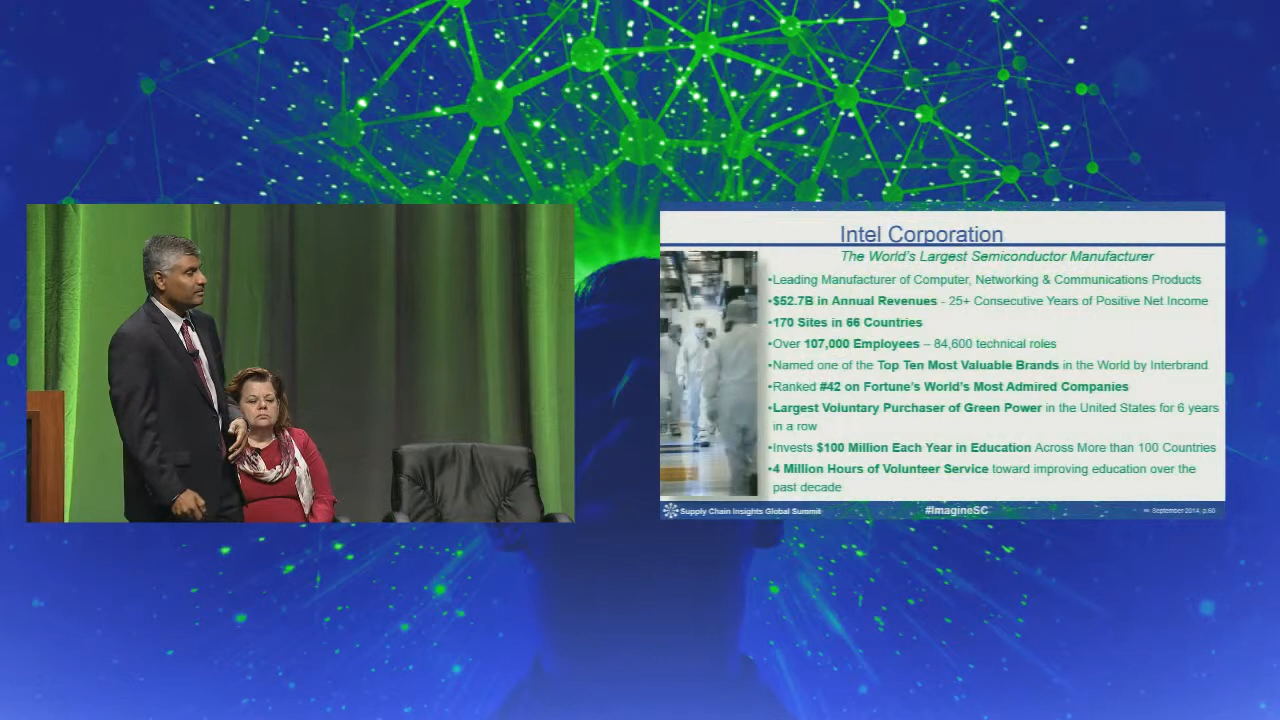 Intel Corporation
The World's Largest Semiconductor Manufacturer
•Leading Manufacturer of Computer, Networking & Communications Products
•$52.7B in Annual Revenues - 25+ Consecutive Years of Positive Net Income
•170 Sites in 66 Countries
•Over 107,000 Employees – 84,600 technical roles
•Named one of the Top Ten Most Valuable Brands in the World by Interbrand
•Ranked #42 on Fortune's World's Most Admired Companies
•Largest Voluntary Purchaser of Green Power in the United States for 6 years
in a row
•Invests $100 Million Each Year in Education Across More than 100 Countries
•4 Million Hours of Volunteer Service toward improving education over the
past decade
Supply Chain Insights Global Summit #ImagineSC September 2014, p.60